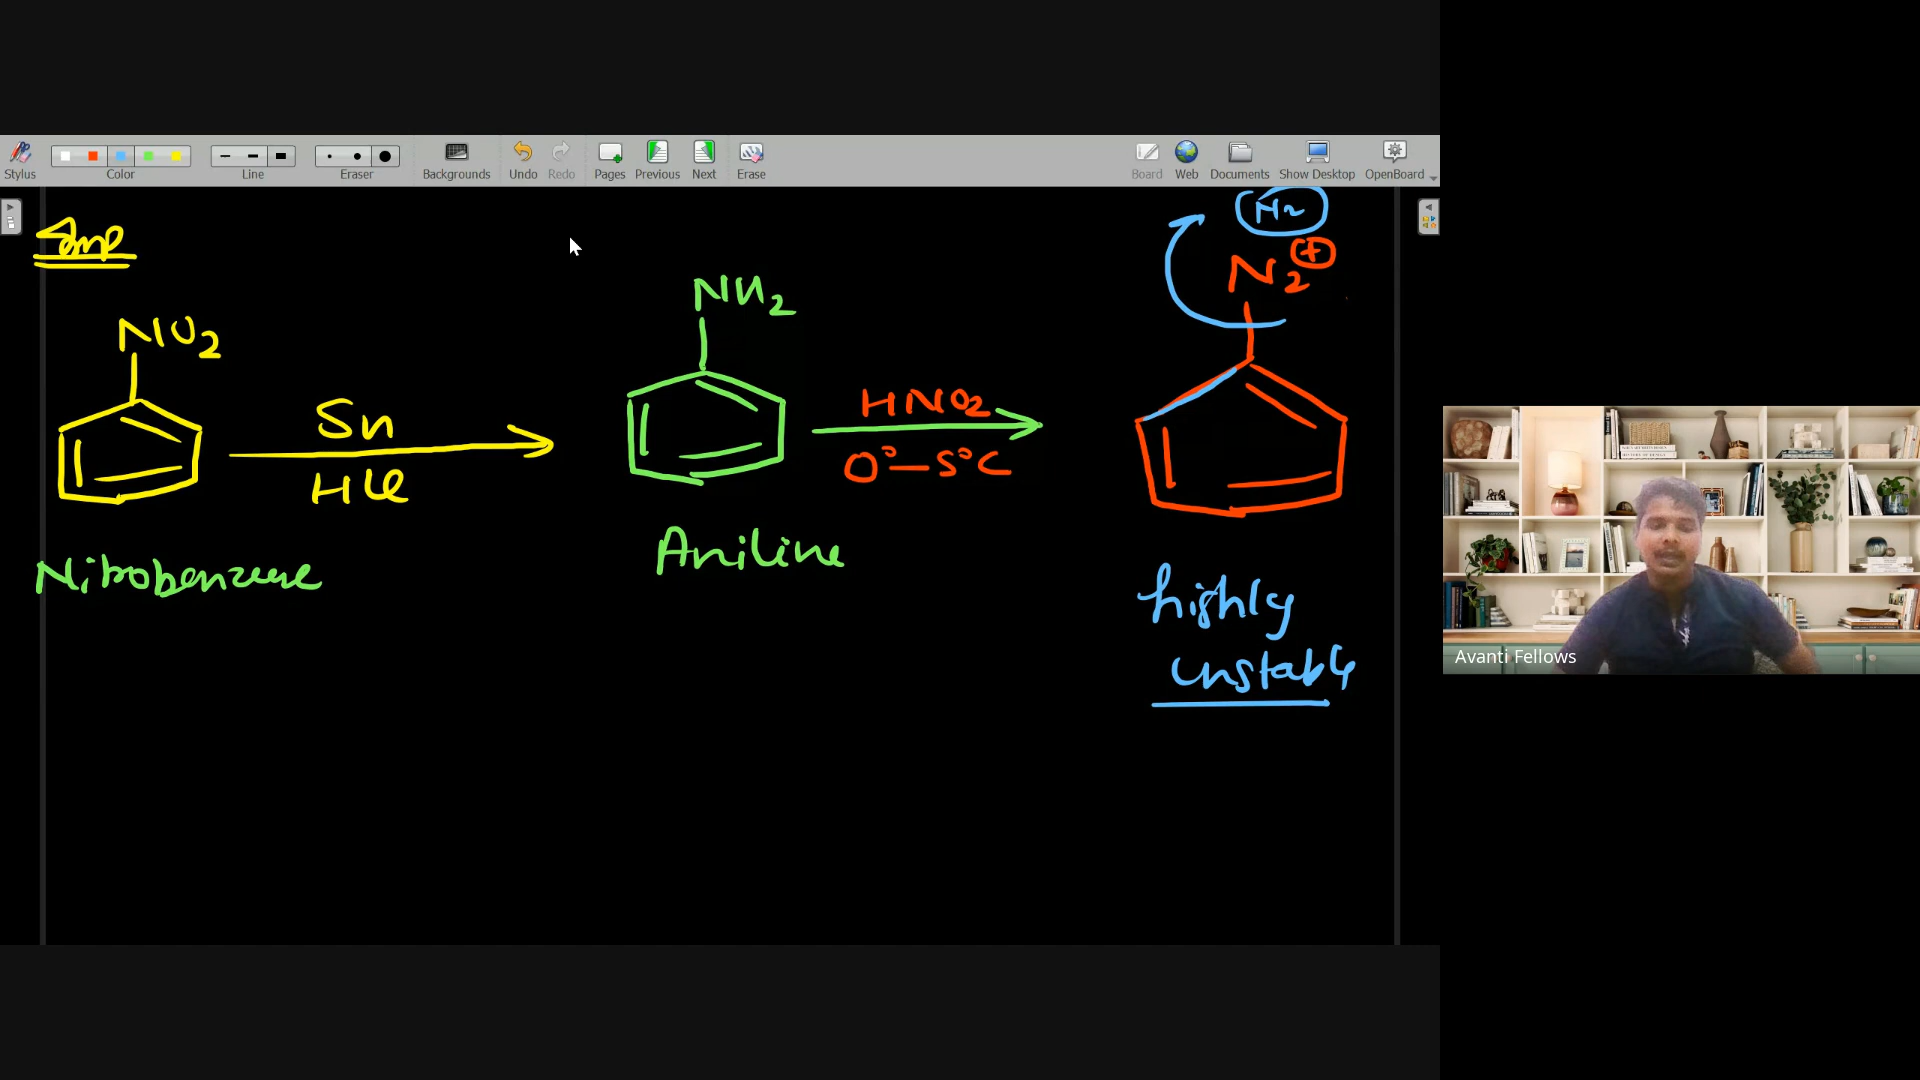 Stylus
Color
Line
Eraser
Backgrounds
Undo
Redo
Pages
Previous
Next
Erase
Board
Web
Documents
Show Desktop
OpenBoard
Imp
NO2
Sn
HCl
Nitrobenzene
NH2
Aniline
HNO2
0°-5°C
N2
N2+
highly
unstable
Avanti Fellows